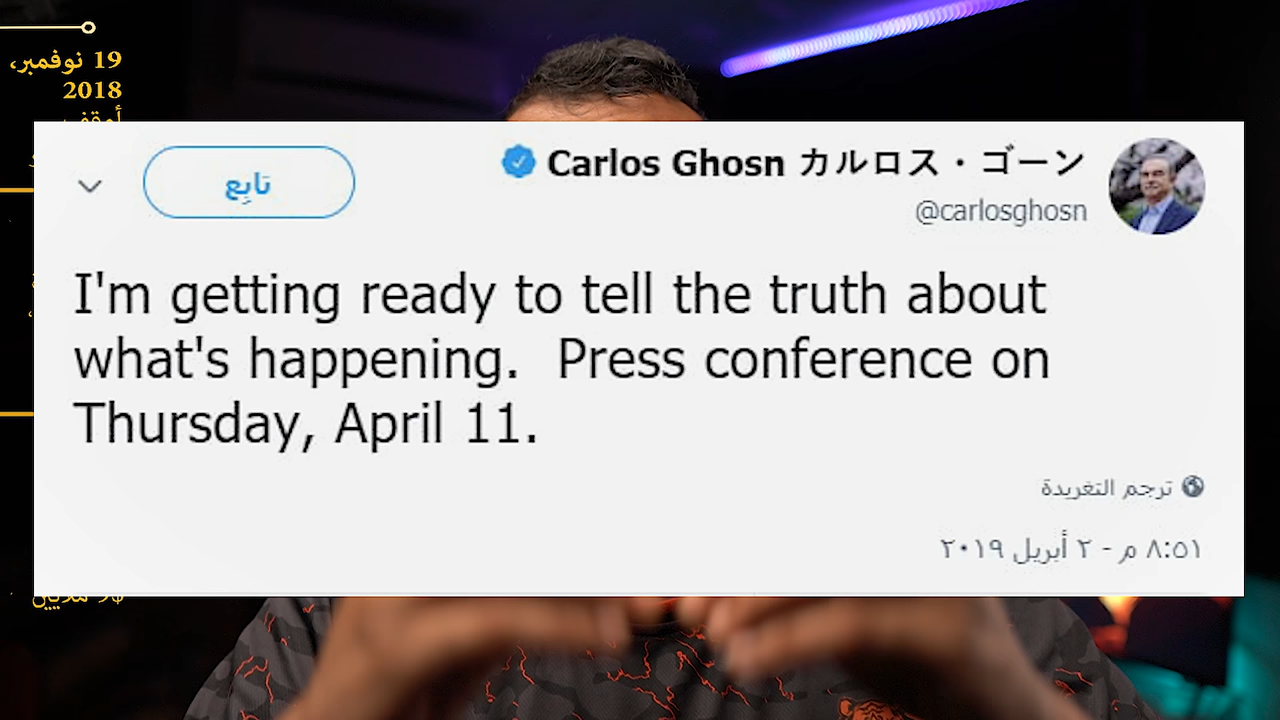 19 نوفمبر،
2018
تابِع
Carlos Ghosn カルロス・ゴーン
@carlosghosn
I'm getting ready to tell the truth about
what's happening.  Press conference on
Thursday, April 11.
ترجم التغريدة
٨:٥١ م - ٢ أبريل ٢٠١٩